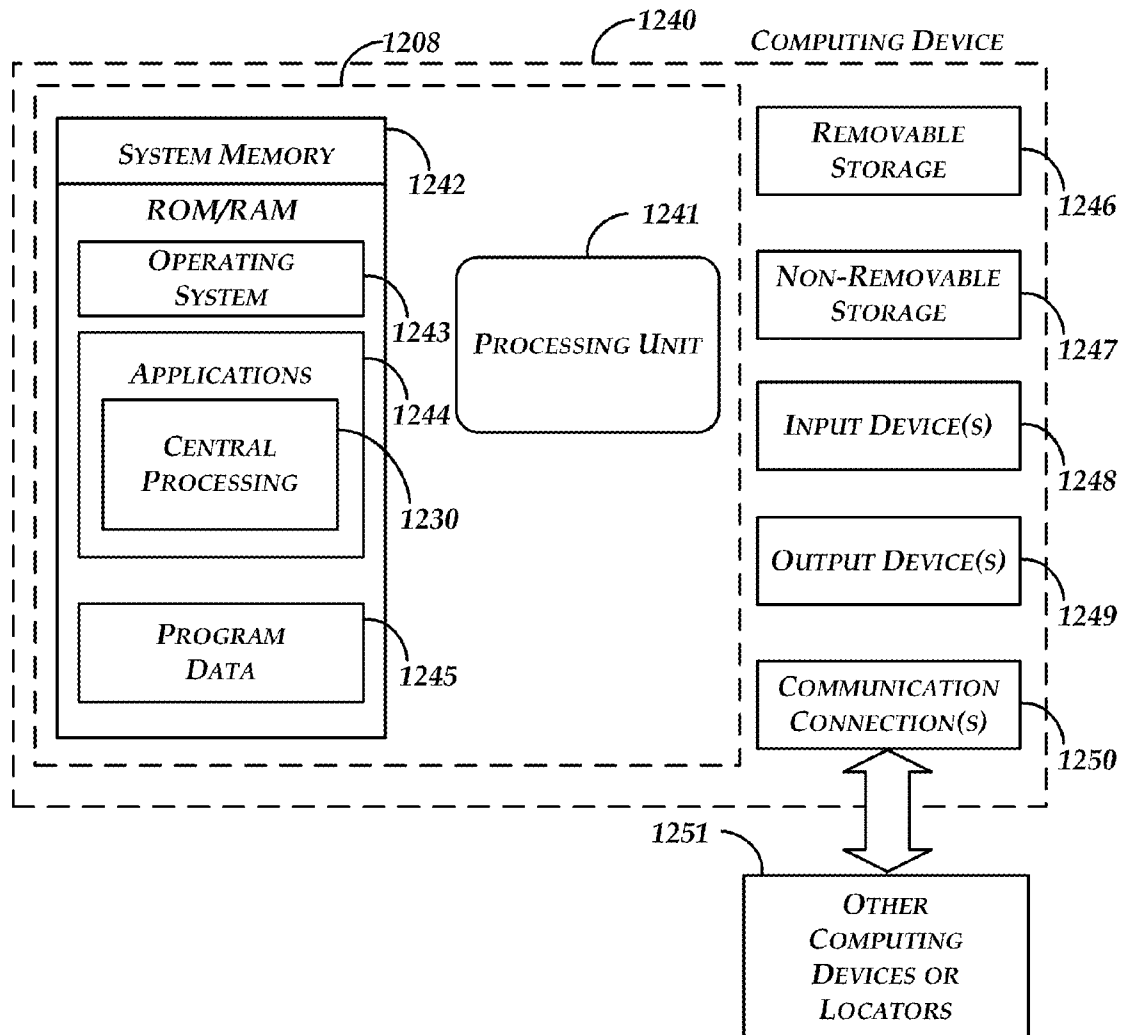 1240
COMPUTING DEVICE
1208
SYSTEM MEMORY
1242
ROM/RAM
OPERATING
SYSTEM
1243
APPLICATIONS
1244
CENTRAL
PROCESSING
1230
PROGRAM
DATA
1245
1241
PROCESSING UNIT
REMOVABLE
STORAGE
1246
NON-REMOVABLE
STORAGE
1247
INPUT DEVICE(S)
1248
OUTPUT DEVICE(S)
1249
COMMUNICATION
CONNECTION(S)
1250
1251
OTHER
COMPUTING
DEVICES OR
LOCATORS